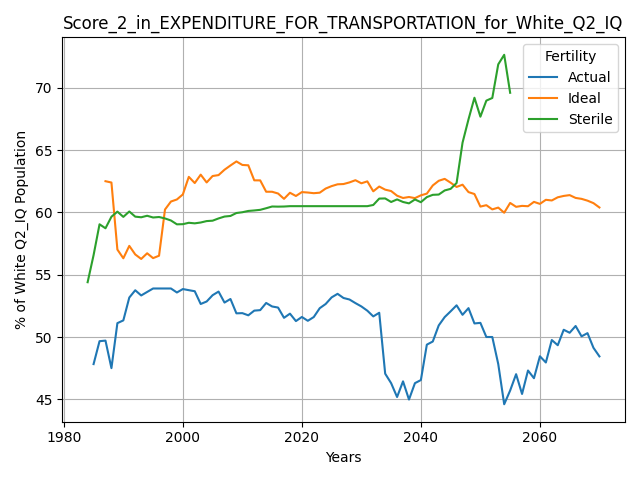 Score_2_in_EXPENDITURE_FOR_TRANSPORTATION_for_White_Q2_IQ
% of White Q2_IQ Population
70
65
60
55
50
45
Fertility
Actual
Ideal
Sterile
1980
2000
2020
2040
2060
Years